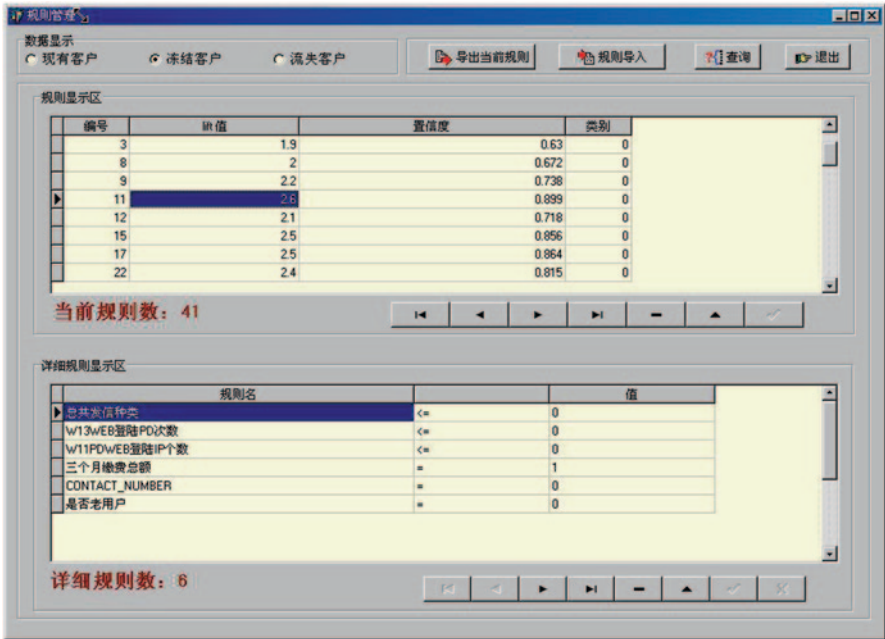 规则管理
数据显示
现有客户 冻结客户 流失客户 导出当前规则 规则导入 查询 退出
规则显示区
编号 lift 值 置信度 类别
3 1.9 0.63 0
8 2 0.672 0
9 2.2 0.738 0
11 2.6 0.899 0
12 2.1 0.718 0
15 2.5 0.856 0
17 2.5 0.864 0
22 2.4 0.815 0
当前规则数：41
详细规则显示区
规则名 值
总共发信种类 <= 0
W13WEB登陆PD次数 <= 0
W11PDWEB登陆IP个数 <= 0
三个月缴费总额 = 1
CONTACT_NUMBER = 0
是否老用户 = 0
详细规则数：6